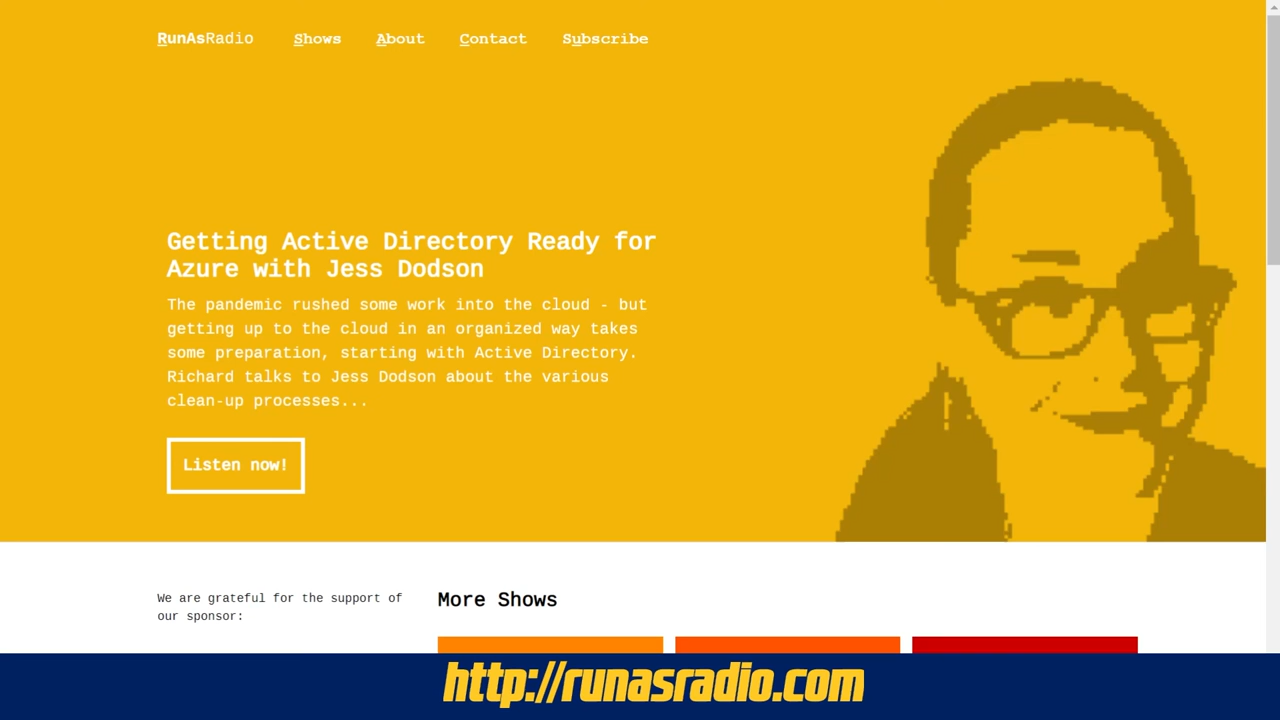 RunAsRadio Shows About Contact Subscribe
Getting Active Directory Ready for
Azure with Jess Dodson
The pandemic rushed some work into the cloud - but
getting up to the cloud in an organized way takes
some preparation, starting with Active Directory.
Richard talks to Jess Dodson about the various
clean-up processes...
Listen now!
We are grateful for the support of
our sponsor:
More Shows
http://runasradio.com